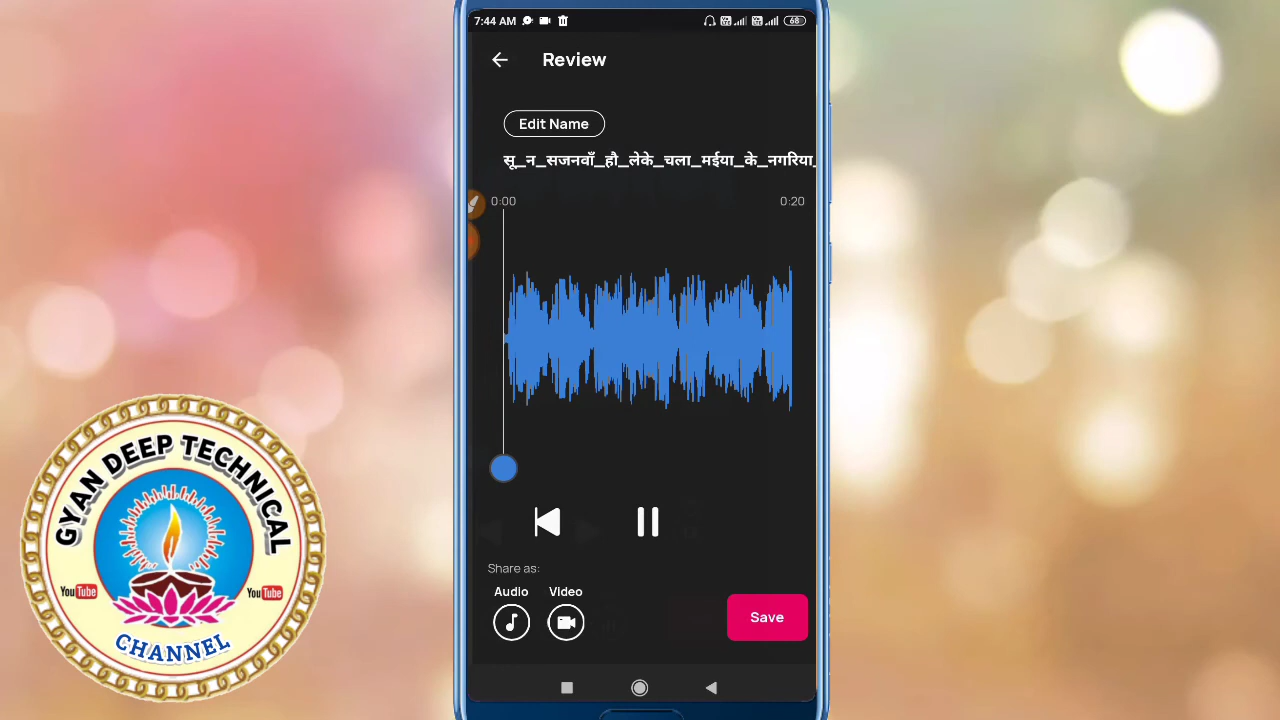 7:44 AM
68
Review
Edit Name
सू_न_सजनवाँ_हौ_लेके_चला_मईया_के_नगरिया_
0:00
0:20
Share as:
Audio
Video
Save
GYAN DEEP TECHNICAL
YouTube
YouTube
CHANNEL